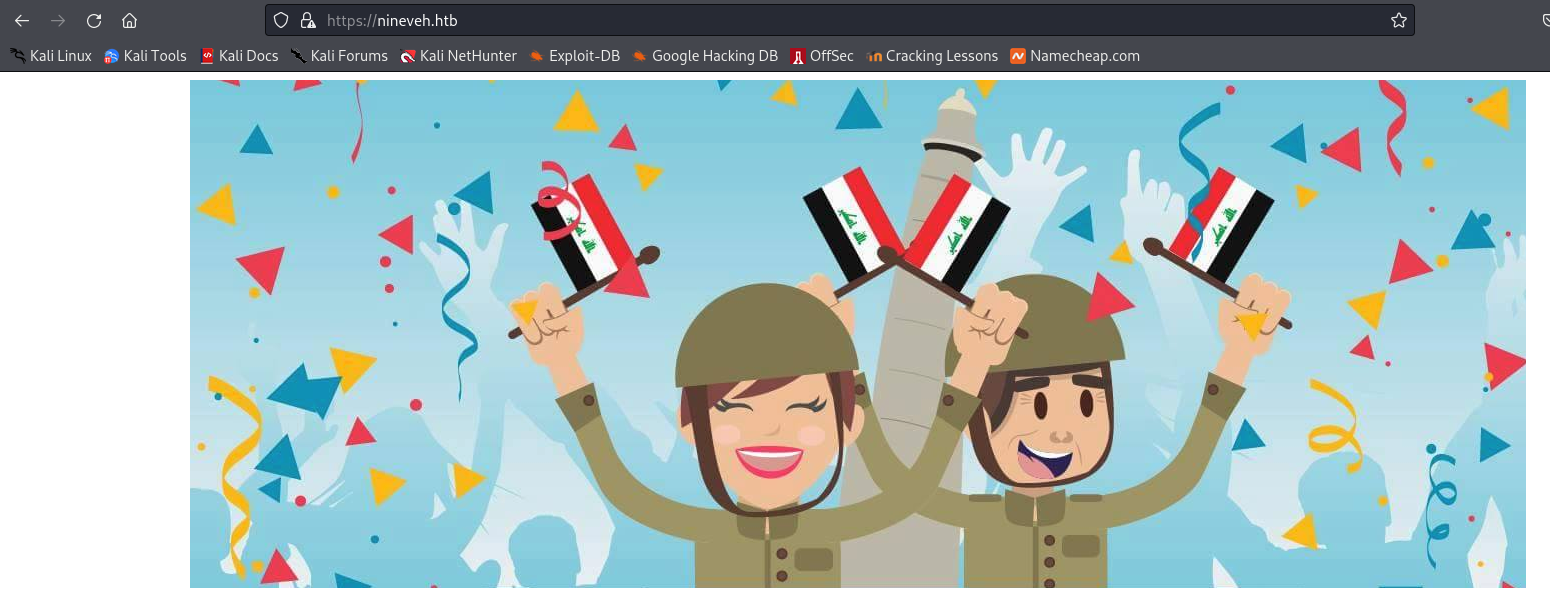 https://nineveh.htb
Kali Linux Kali Tools Kali Docs Kali Forums Kali NetHunter Exploit-DB Google Hacking DB OffSec Cracking Lessons Namecheap.com